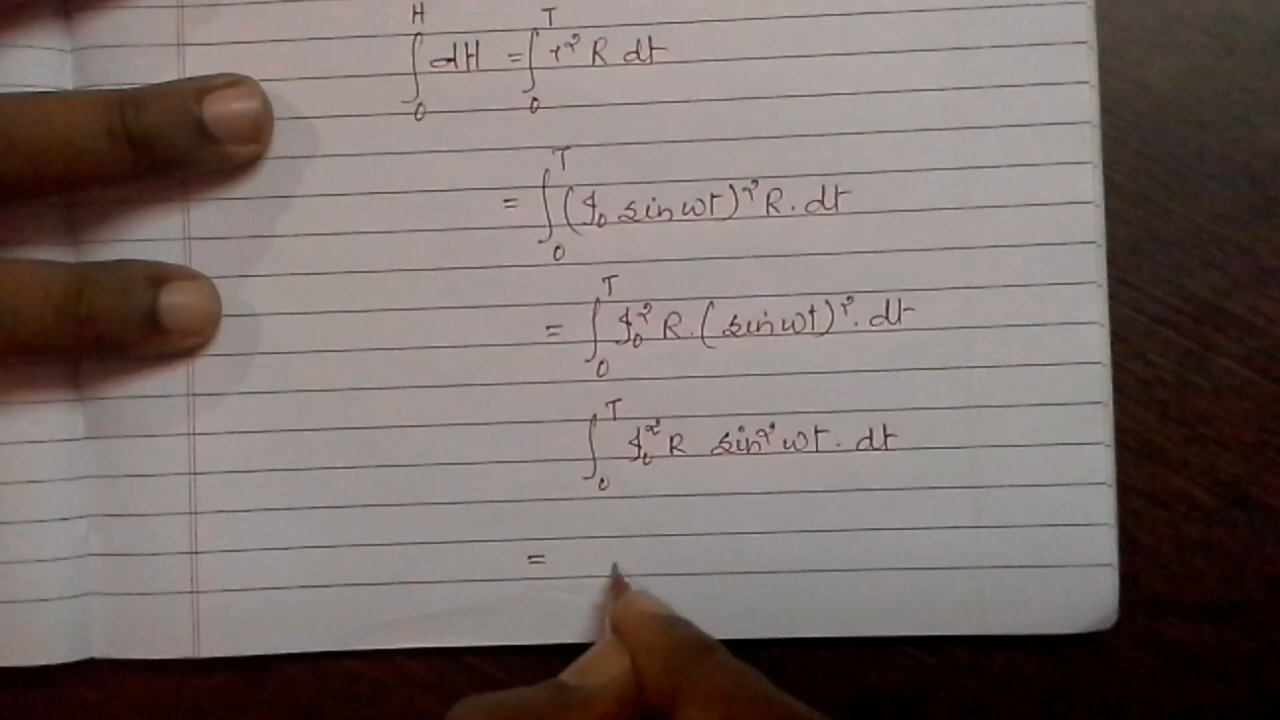 ∫₀ᴴ dH = ∫₀ᵀ i² R dt
= ∫₀ᵀ (I₀ sin ωt)² R. dt
= ∫₀ᵀ I₀² R. (sin ωt)². dt
∫₀ᵀ I₀² R sin² ωt. dt
=